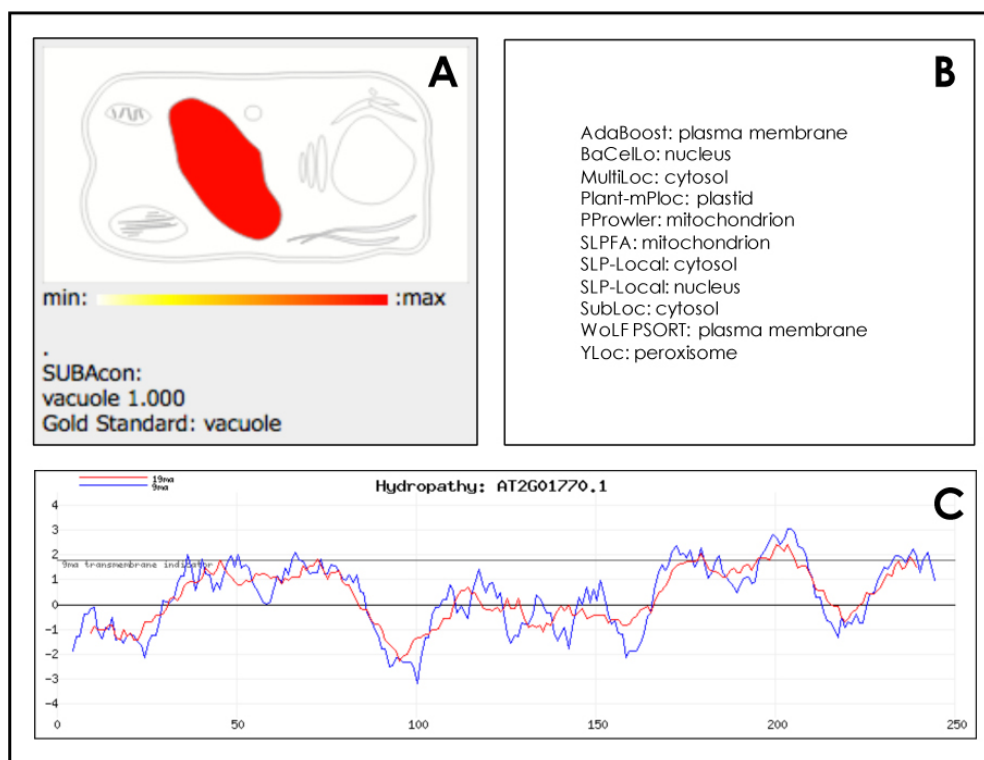 A
min: :max
.
SUBAcon:
vacuole 1.000
Gold Standard: vacuole
B
AdaBoost: plasma membrane
BaCelLo: nucleus
MultiLoc: cytosol
Plant-mPloc: plastid
PProwler: mitochondrion
SLPFA: mitochondrion
SLP-Local: cytosol
SLP-Local: nucleus
SubLoc: cytosol
WoLF PSORT: plasma membrane
YLoc: peroxisome
C
19ma
9ma
Hydropathy: AT2G01770.1
9ma transmembrane indicator
4
3
2
1
0
-1
-2
-3
-4
0 50 100 150 200 250